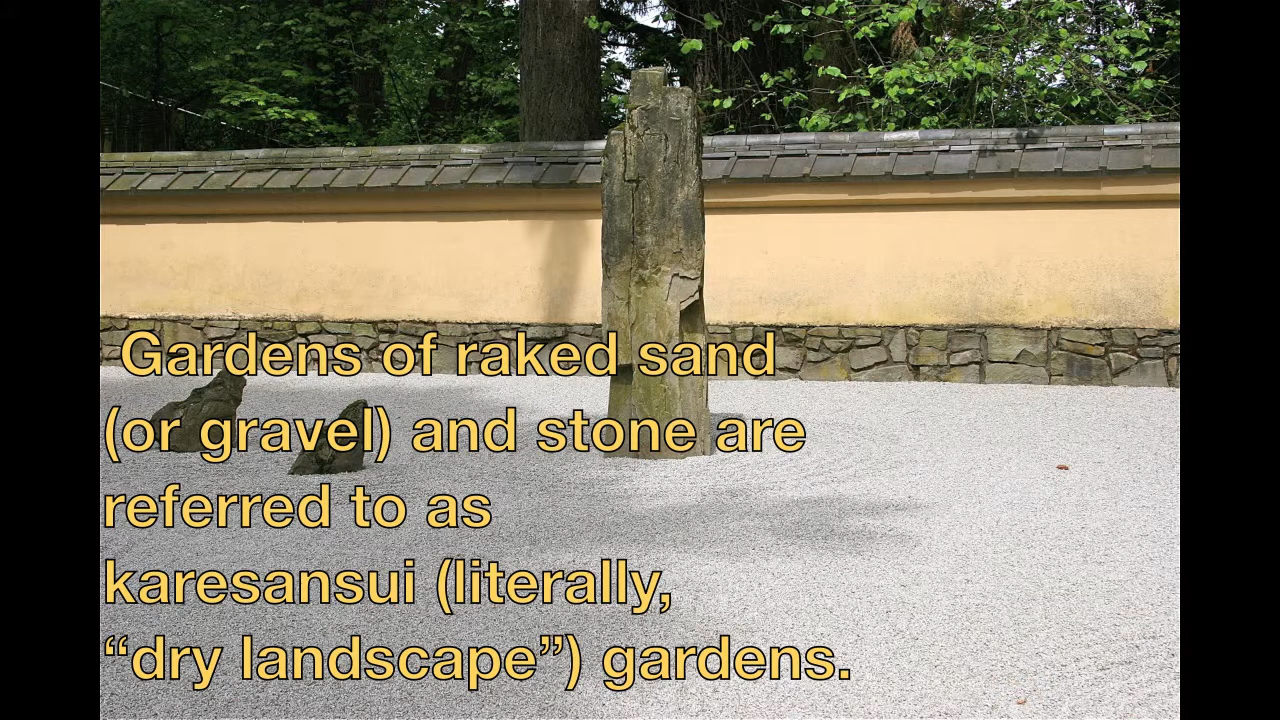 Gardens of raked sand
(or gravel) and stone are
referred to as
karesansui (literally,
“dry landscape”) gardens.